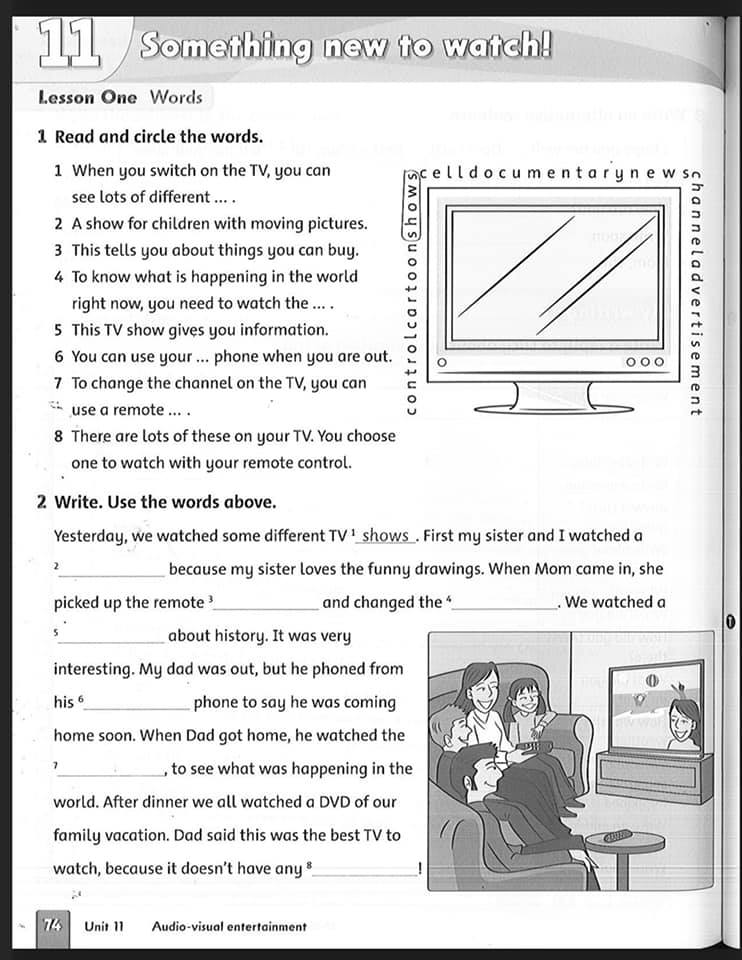 11 Something new to watch!
Lesson One Words
1 Read and circle the words.
1 When you switch on the TV, you can
see lots of different ... .
2 A show for children with moving pictures.
3 This tells you about things you can buy.
4 To know what is happening in the world
right now, you need to watch the ... .
5 This TV show gives you information.
6 You can use your ... phone when you are out.
7 To change the channel on the TV, you can
use a remote ... .
8 There are lots of these on your TV. You choose
one to watch with your remote control.
controlcartoonshows
celldocumentarynews
channeladvertisement
2 Write. Use the words above.
Yesterday, we watched some different TV ¹ shows . First my sister and I watched a
² ____________ because my sister loves the funny drawings. When Mom came in, she
picked up the remote ³ ____________ and changed the ⁴ ____________. We watched a
⁵ ____________ about history. It was very
interesting. My dad was out, but he phoned from
his ⁶ ____________ phone to say he was coming
home soon. When Dad got home, he watched the
⁷ ____________, to see what was happening in the
world. After dinner we all watched a DVD of our
family vacation. Dad said this was the best TV to
watch, because it doesn't have any ⁸ ____________!
74 Unit 11 Audio-visual entertainment